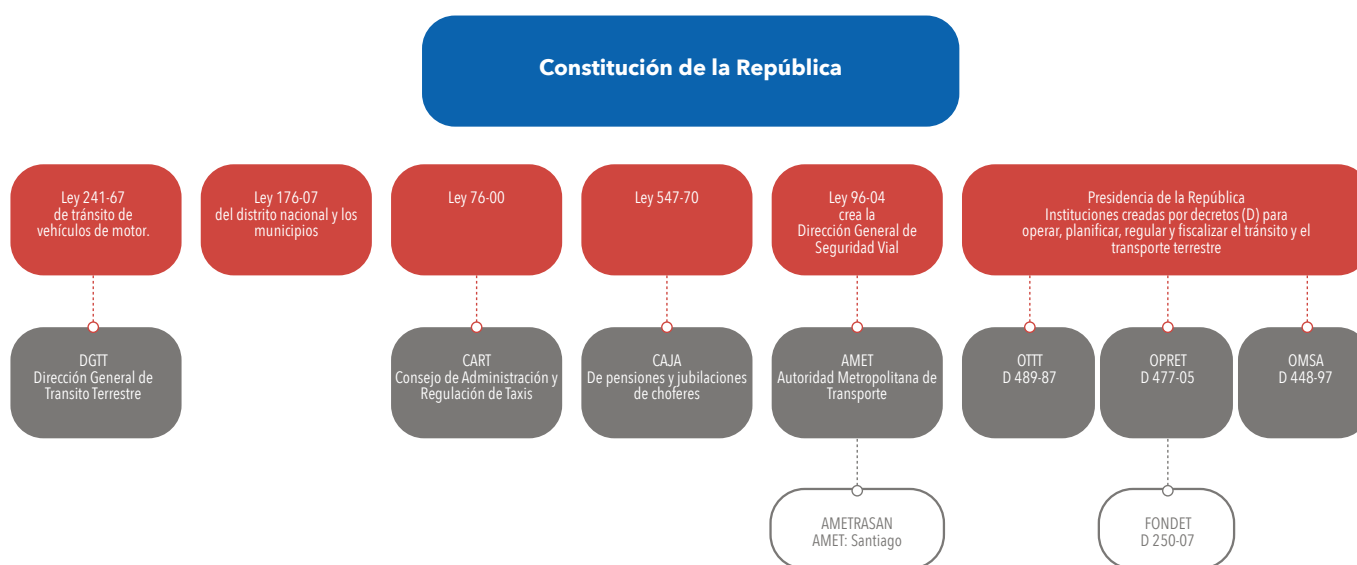 Constitución de la República
Ley 241-67
de tránsito de
vehículos de motor.
Ley 176-07
del distrito nacional y los
municipios
Ley 76-00
Ley 547-70
Ley 96-04
crea la
Dirección General de
Seguridad Vial
Presidencia de la República
Instituciones creadas por decretos (D) para
operar, planificar, regular y fiscalizar el tránsito y el
transporte terrestre
DGTT
Dirección General de
Transito Terrestre
CART
Consejo de Administración y
Regulación de Taxis
CAJA
De pensiones y jubilaciones
de choferes
AMET
Autoridad Metropolitana de
Transporte
OTTT
D 489-87
OPRET
D 477-05
OMSA
D 448-97
AMETRASAN
AMET: Santiago
FONDET
D 250-07